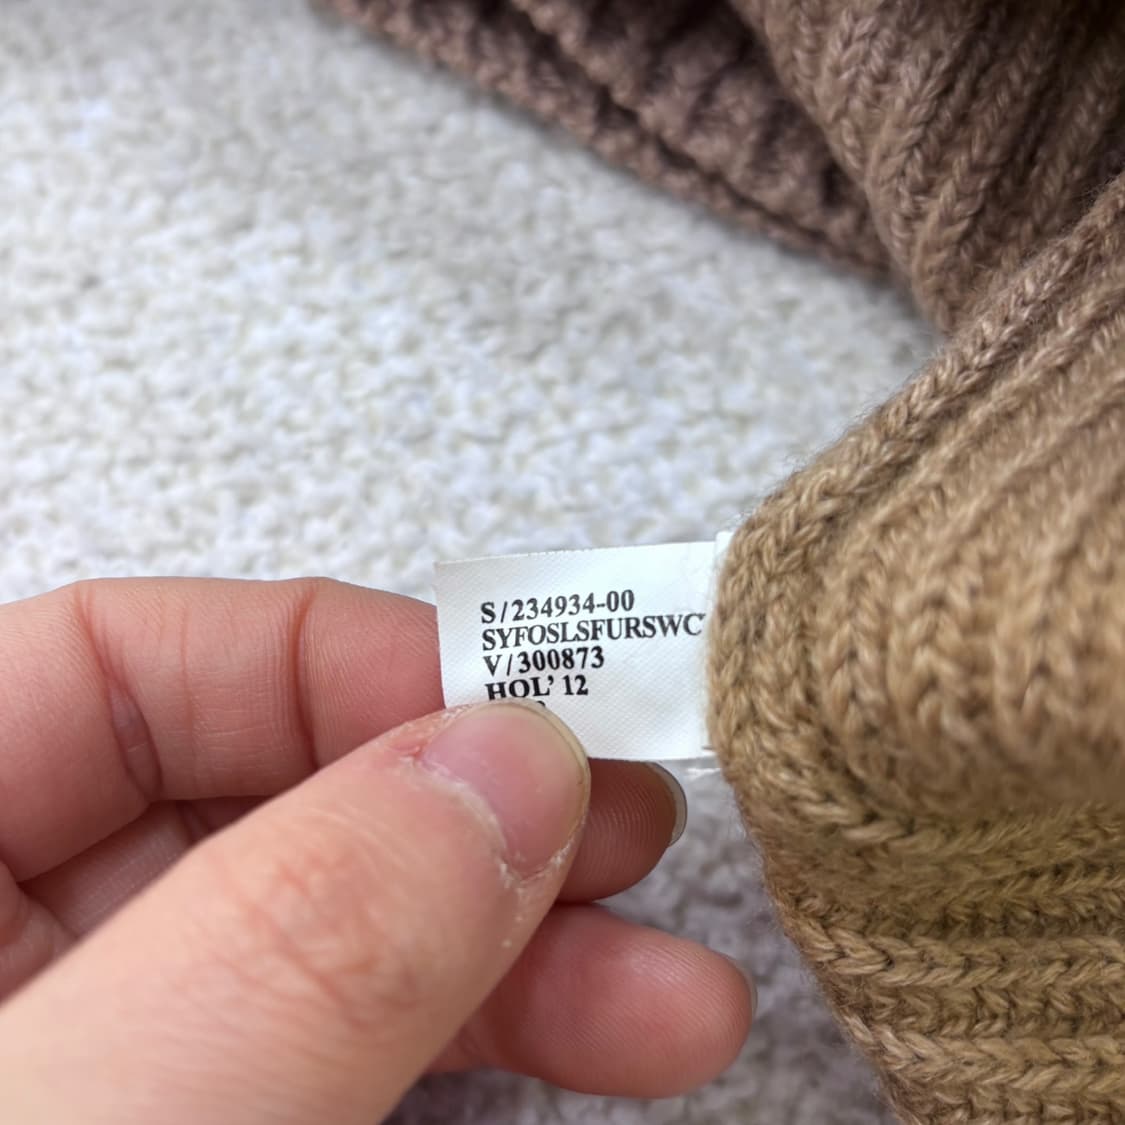 S/234934-00
SYFOSLSFURSWC
V/300873
HOL' 12